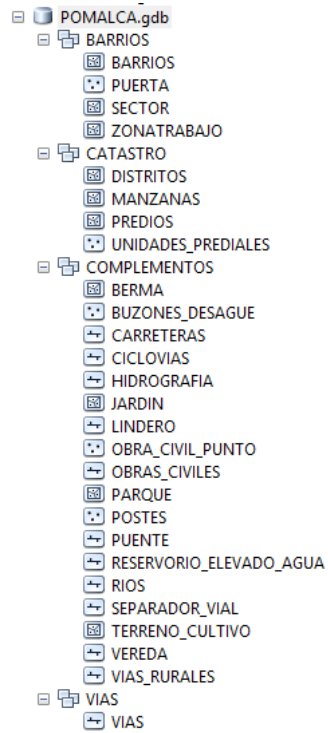 POMALCA.gdb
BARRIOS
BARRIOS
PUERTA
SECTOR
ZONATRABAJO
CATASTRO
DISTRITOS
MANZANAS
PREDIOS
UNIDADES_PREDIALES
COMPLEMENTOS
BERMA
BUZONES_DESAGUE
CARRETERAS
CICLOVIAS
HIDROGRAFIA
JARDIN
LINDERO
OBRA_CIVIL_PUNTO
OBRAS_CIVILES
PARQUE
POSTES
PUENTE
RESERVORIO_ELEVADO_AGUA
RIOS
SEPARADOR_VIAL
TERRENO_CULTIVO
VEREDA
VIAS_RURALES
VIAS
VIAS